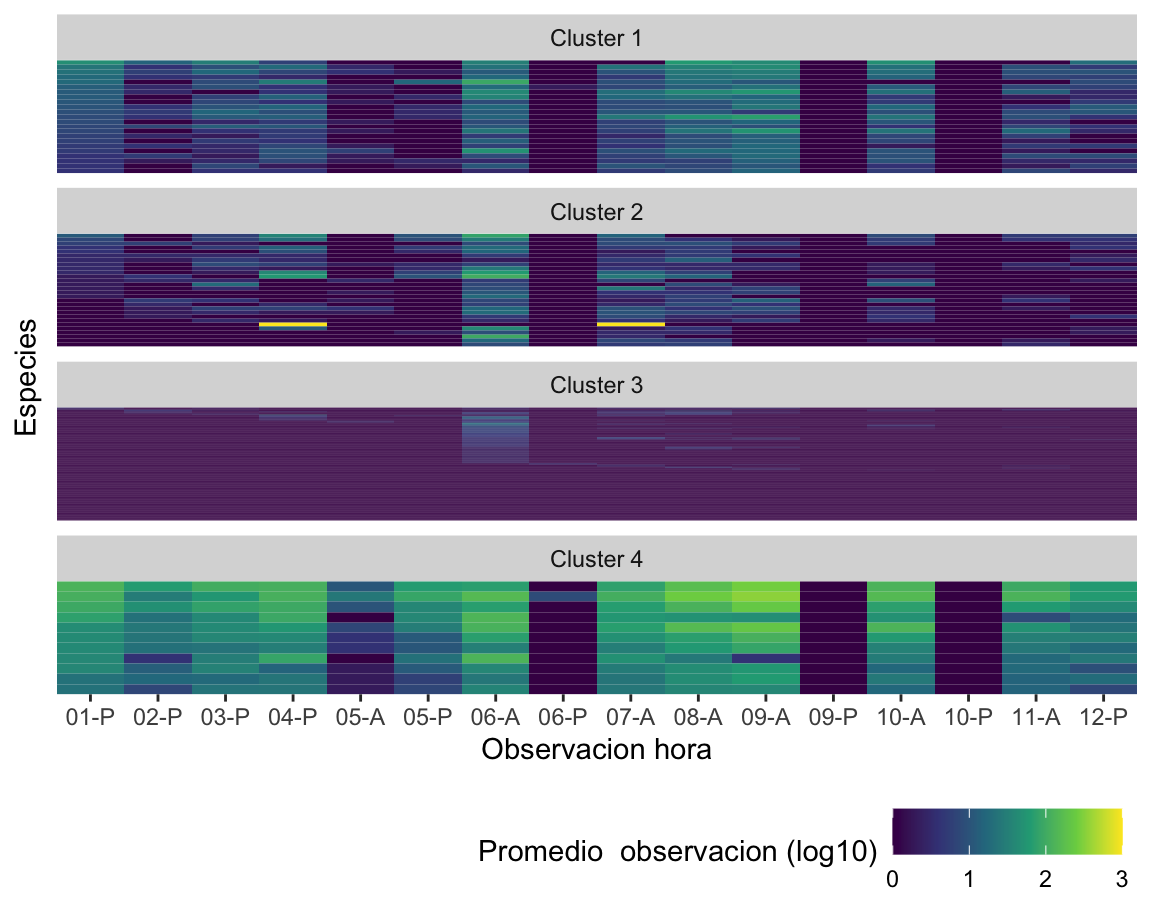 Cluster 1
Cluster 2
Cluster 3
Cluster 4
Especies
01-P 02-P 03-P 04-P 05-A 05-P 06-A 06-P 07-A 08-A 09-A 09-P 10-A 10-P 11-A 12-P
Observacion hora
Promedio  observacion (log10)
0 1 2 3